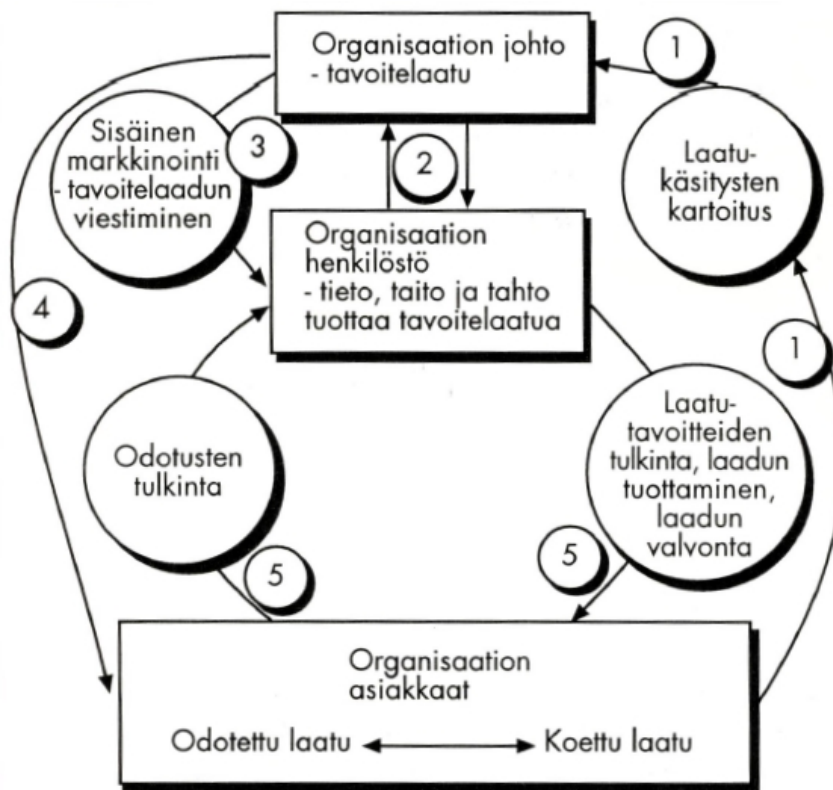 Organisaation johto
- tavoitelaatu
1
Sisäinen
markkinointi
- tavoitelaadun
viestiminen
3
2
Laatu-
käsitysten
kartoitus
Organisaation
henkilöstö
- tieto, taito ja tahto
tuottaa tavoitelaatua
4
1
Odotusten
tulkinta
Laatu-
tavoitteiden
tulkinta, laadun
tuottaminen,
laadun
valvonta
5
5
Organisaation
asiakkaat
Odotettu laatu
Koettu laatu